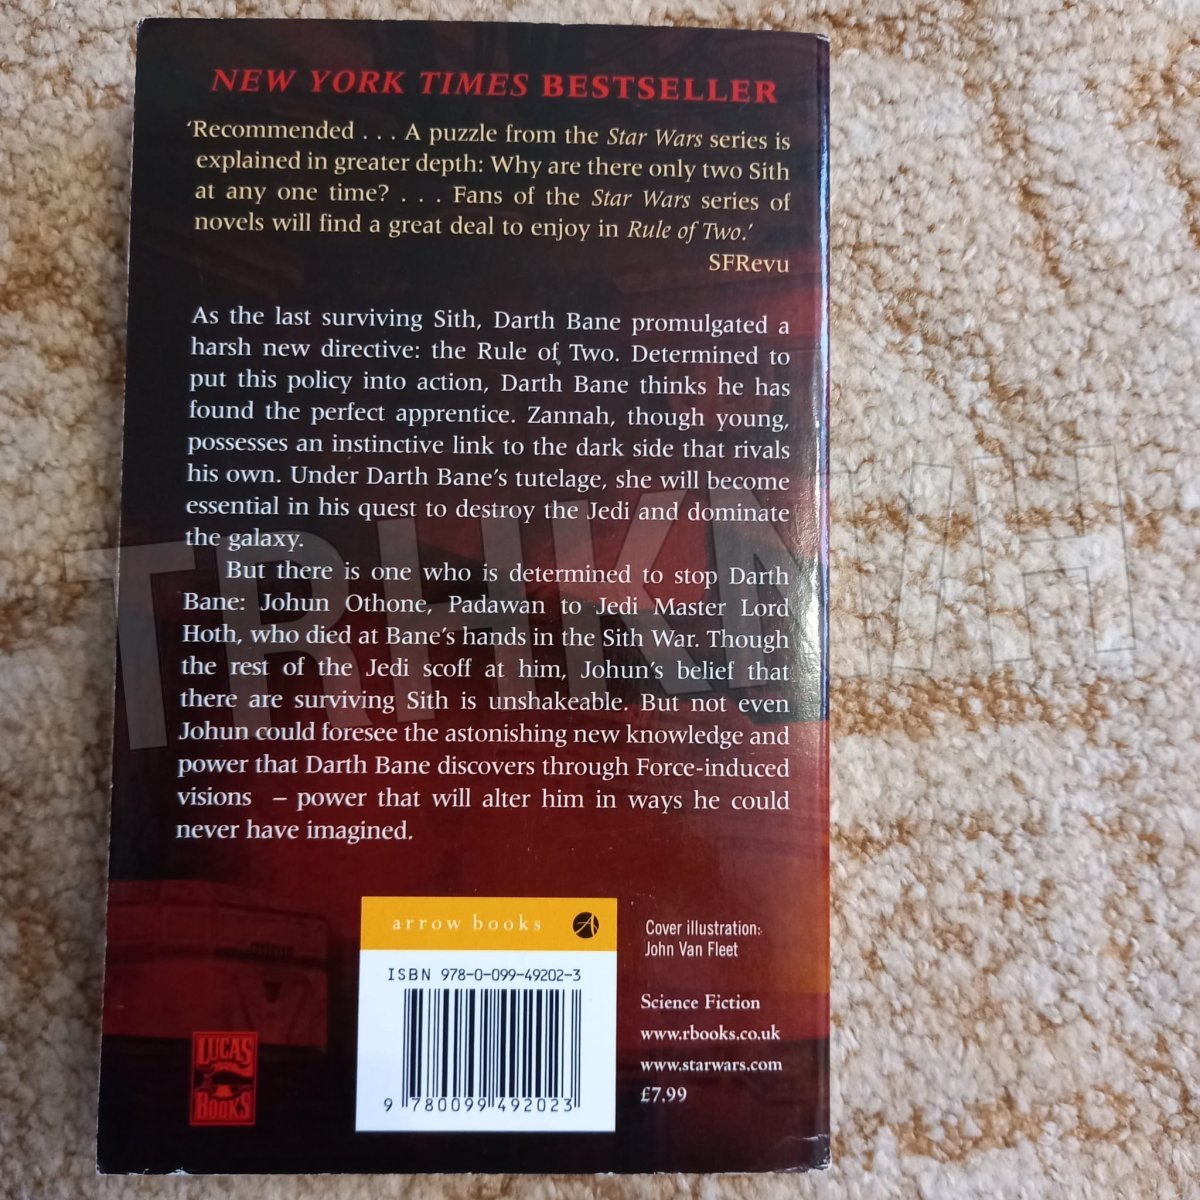 NEW YORK TIMES BESTSELLER
‘Recommended . . . A puzzle from the Star Wars series is
explained in greater depth: Why are there only two Sith
at any one time? . . . Fans of the Star Wars series of
novels will find a great deal to enjoy in Rule of Two.’
SFRevu
As the last surviving Sith, Darth Bane promulgated a
harsh new directive: the Rule of Two. Determined to
put this policy into action, Darth Bane thinks he has
found the perfect apprentice. Zannah, though young,
possesses an instinctive link to the dark side that rivals
his own. Under Darth Bane’s tutelage, she will become
essential in his quest to destroy the Jedi and dominate
the galaxy.
But there is one who is determined to stop Darth
Bane: Johun Othone, Padawan to Jedi Master Lord
Hoth, who died at Bane’s hands in the Sith War. Though
the rest of the Jedi scoff at him, Johun’s belief that
there are surviving Sith is unshakeable. But not even
Johun could foresee the astonishing new knowledge and
power that Darth Bane discovers through Force-induced
visions – power that will alter him in ways he could
never have imagined.
arrow books
ISBN 978-0-099-49202-3
9 780099 492023
Cover illustration:
John Van Fleet
Science Fiction
www.rbooks.co.uk
www.starwars.com
£7.99
LUCAS
BOOKS